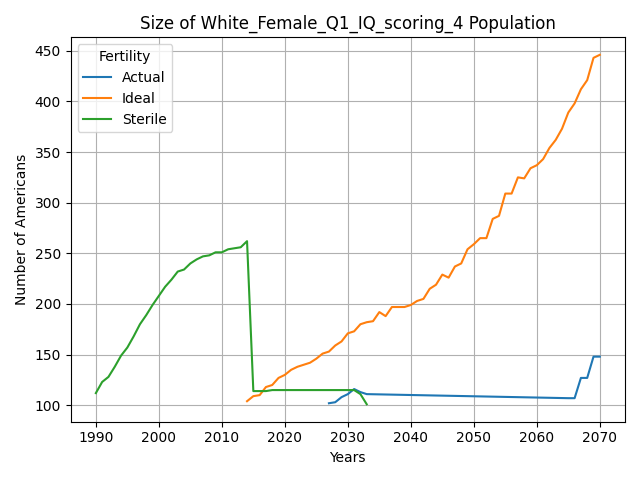 Size of White_Female_Q1_IQ_scoring_4 Population
Fertility
Actual
Ideal
Sterile
Number of Americans
450
400
350
300
250
200
150
100
1990
2000
2010
2020
2030
2040
2050
2060
2070
Years